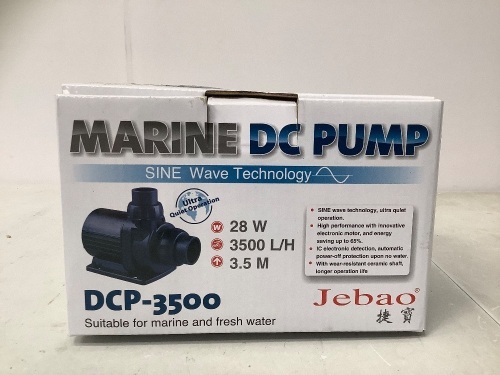 MARINE DC PUMP
SINE Wave Technology
Ultra
Quiet Operation
W 28 W
3500 L/H
3.5 M
• SINE wave technology, ultra quiet
operation.
• High performance with innovative
electronic motor, and energy
saving up to 65%.
• IC electronic detection, automatic
power-off protection upon no water.
• With wear-resistant ceramic shaft,
longer operation life
DCP-3500
Suitable for marine and fresh water
Jebao®
捷寶